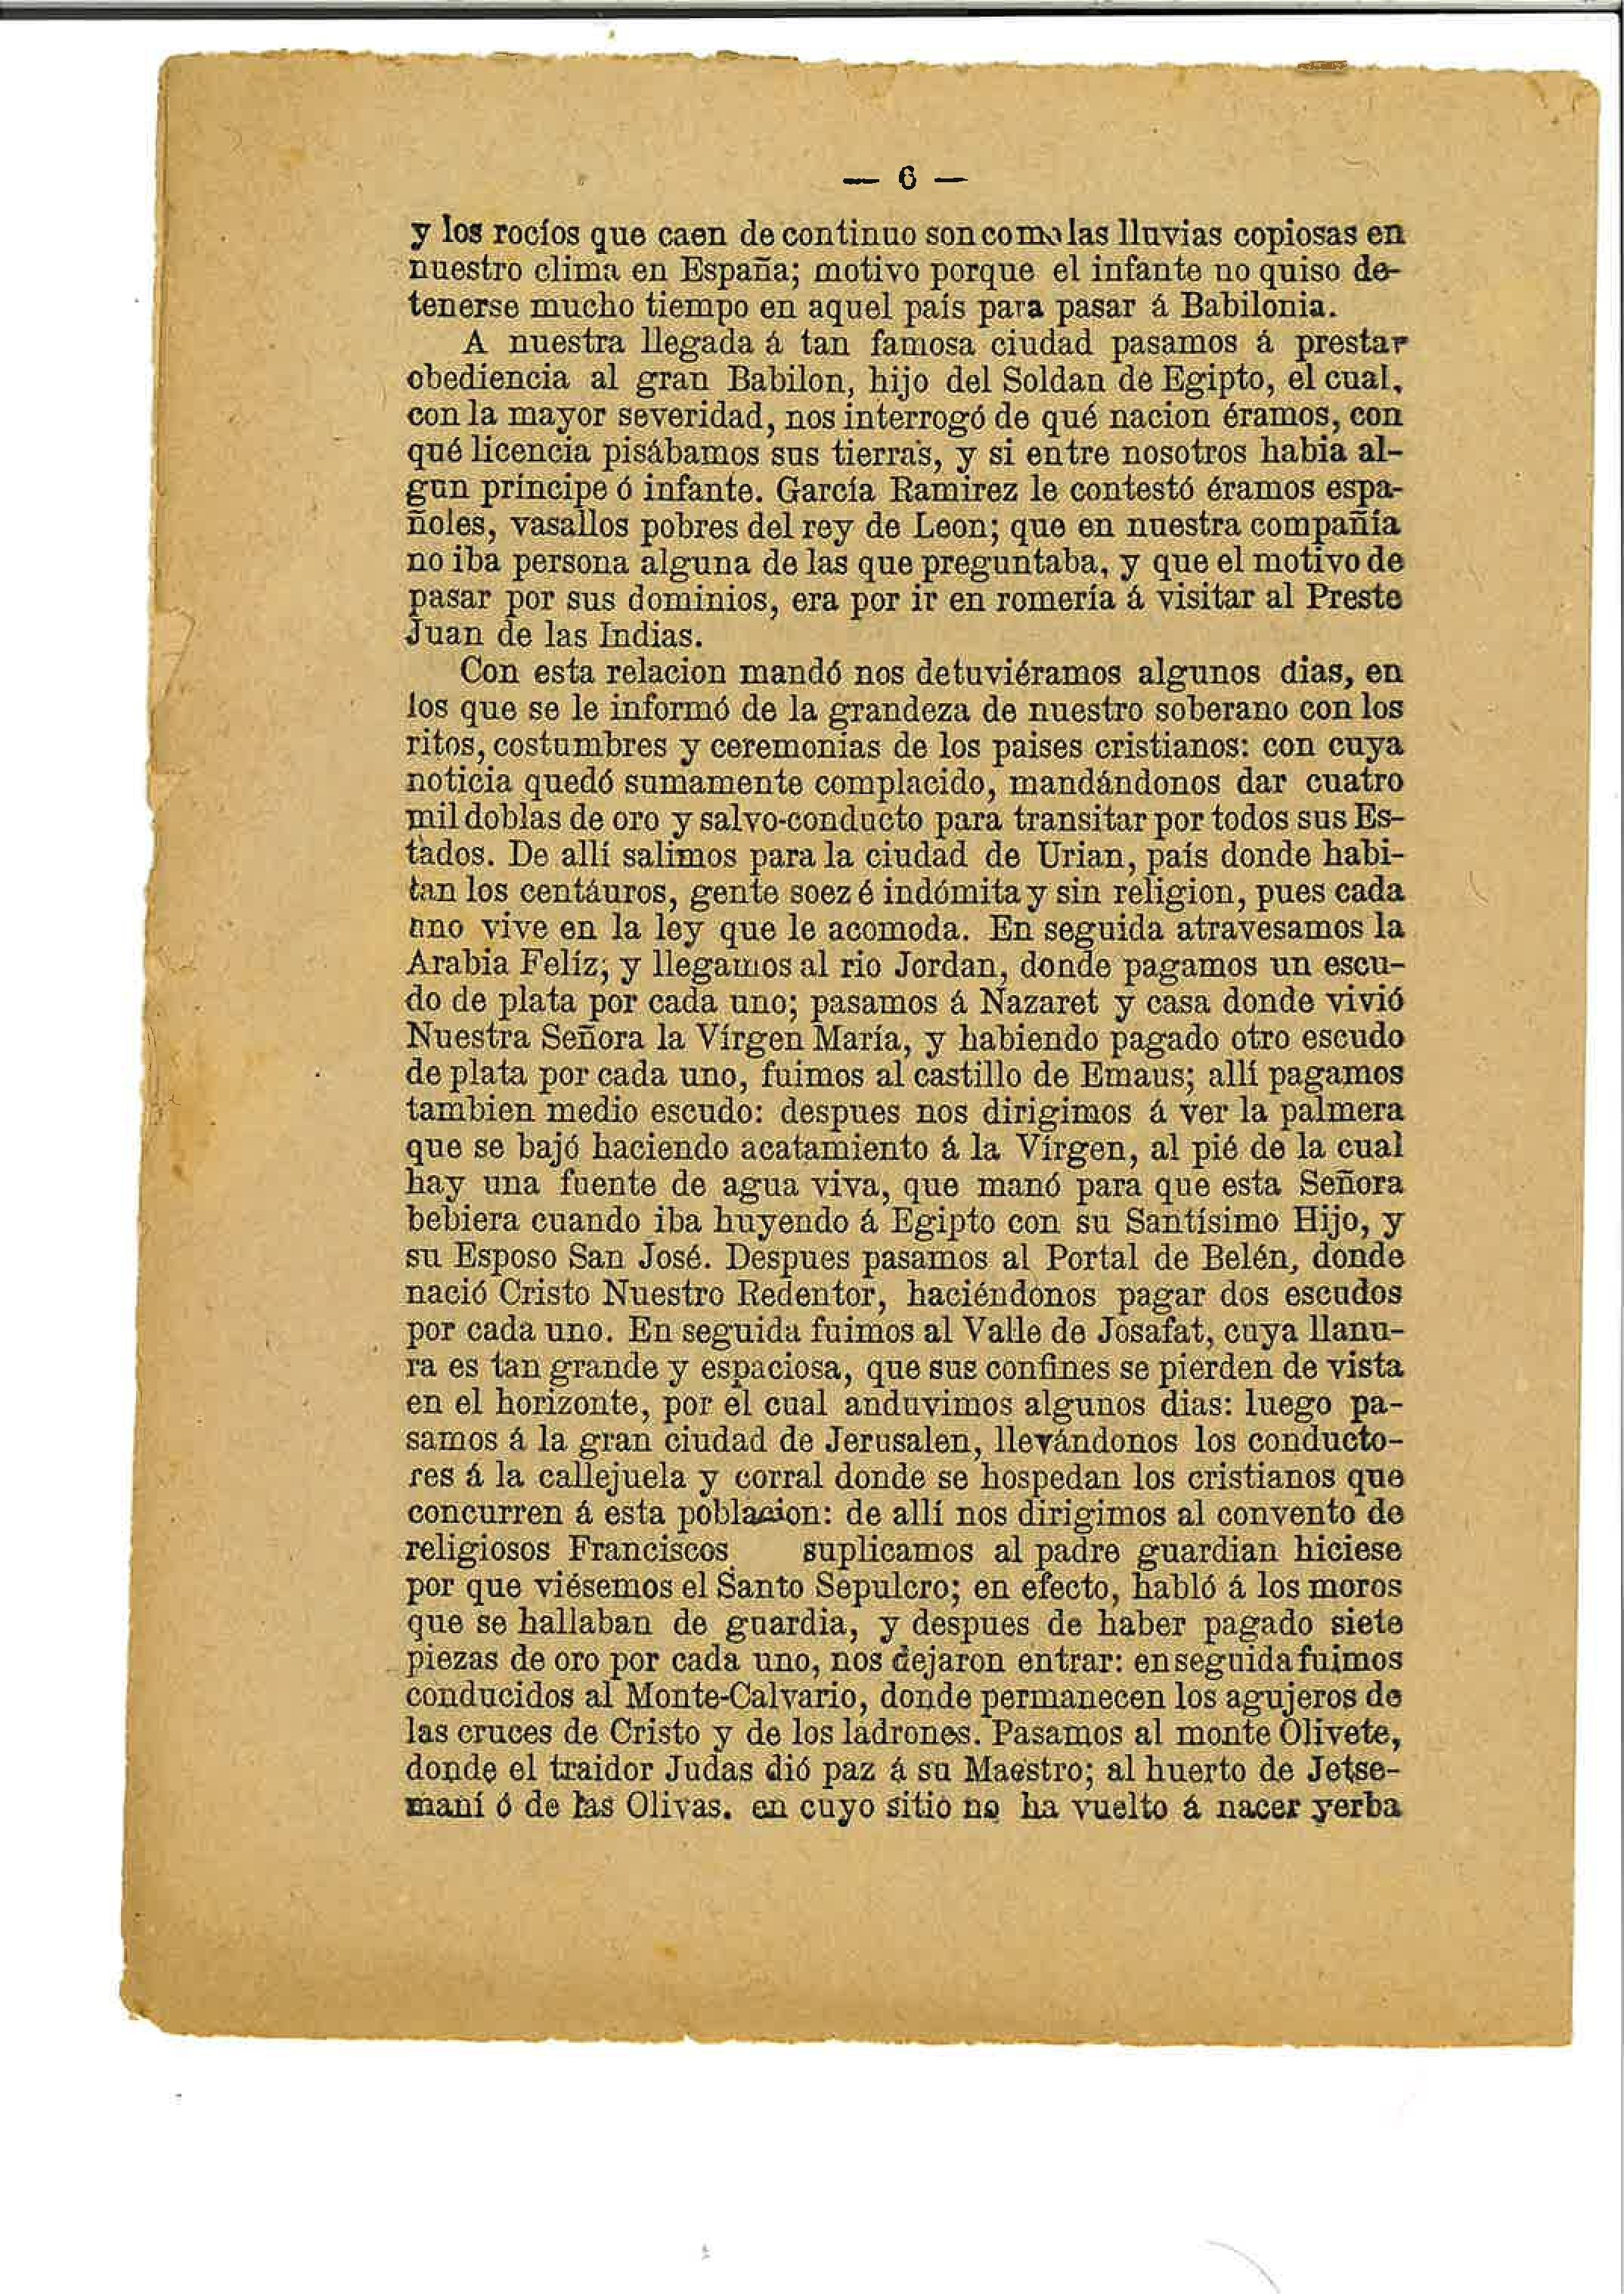 — 6 —
y los rocíos que caen de continuo son como las lluvias copiosas en
nuestro clima en España; motivo porque el infante no quiso de-
tenerse mucho tiempo en aquel país para pasar á Babilonia.
A nuestra llegada á tan famosa ciudad pasamos á prestar
obediencia al gran Babilon, hijo del Soldan de Egipto, el cual,
con la mayor severidad, nos interrogó de qué nacion éramos, con
qué licencia pisábamos sus tierras, y si entre nosotros habia al-
gun príncipe ó infante. García Ramirez le contestó éramos espa-
ñoles, vasallos pobres del rey de Leon; que en nuestra compañía
no iba persona alguna de las que preguntaba, y que el motivo de
pasar por sus dominios, era por ir en romería á visitar al Preste
Juan de las Indias.
Con esta relacion mandó nos detuviéramos algunos dias, en
los que se le informó de la grandeza de nuestro soberano con los
ritos, costumbres y ceremonias de los paises cristianos: con cuya
noticia quedó sumamente complacido, mandándonos dar cuatro
mil doblas de oro y salvo-conducto para transitar por todos sus Es-
tados. De allí salimos para la ciudad de Urian, país donde habi-
tan los centáuros, gente soez é indómita y sin religion, pues cada
uno vive en la ley que le acomoda. En seguida atravesamos la
Arabia Felíz, y llegamos al rio Jordan, donde pagamos un escu-
do de plata por cada uno; pasamos á Nazaret y casa donde vivió
Nuestra Señora la Vírgen María, y habiendo pagado otro escudo
de plata por cada uno, fuimos al castillo de Emaus; allí pagamos
tambien medio escudo: despues nos dirigimos á ver la palmera
que se bajó haciendo acatamiento á la Vírgen, al pié de la cual
hay una fuente de agua viva, que manó para que esta Señora
bebiera cuando iba huyendo á Egipto con su Santísimo Hijo, y
su Esposo San José. Despues pasamos al Portal de Belén, donde
nació Cristo Nuestro Redentor, haciéndonos pagar dos escudos
por cada uno. En seguida fuimos al Valle de Josafat, cuya llanu-
ra es tan grande y espaciosa, que sus confines se pierden de vista
en el horizonte, por el cual anduvimos algunos dias: luego pa-
samos á la gran ciudad de Jerusalen, llevándonos los conducto-
res á la callejuela y corral donde se hospedan los cristianos que
concurren á esta poblacion: de allí nos dirigimos al convento de
religiosos Franciscos suplicamos al padre guardian hiciese
por que viésemos el Santo Sepulcro; en efecto, habló á los moros
que se hallaban de guardia, y despues de haber pagado siete
piezas de oro por cada uno, nos dejaron entrar: en seguida fuimos
conducidos al Monte-Calvario, donde permanecen los agujeros de
las cruces de Cristo y de los ladrones. Pasamos al monte Olivete,
donde el traidor Judas dió paz á su Maestro; al huerto de Jetse-
maní ó de las Olivas, en cuyo sitio no ha vuelto á nacer yerba